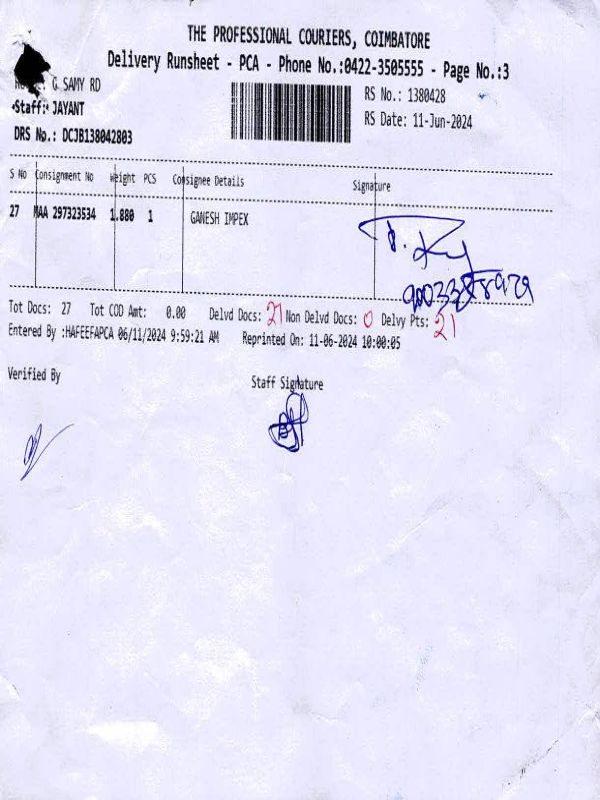 THE PROFESSIONAL COURIERS, COIMBATORE
Delivery Runsheet - PCA - Phone No.:0422-3505555 - Page No.:3
G SAMY RD
Staff: JAYANT
DRS No.: DCJB138042803
RS No.: 1380428
RS Date: 11-Jun-2024
S No Consignment No Weight PCS Consignee Details Signature
27 MAA 297323534 1.880 1 GANESH IMPEX
Tot Docs: 27 Tot COD Amt: 0.00 Delvd Docs: 27 Non Delvd Docs: 0 Delvy Pts: 21
Entered By :HAFEEFAPCA 06/11/2024 9:59:21 AM Reprinted On: 11-06-2024 10:00:05
Verified By Staff Signature